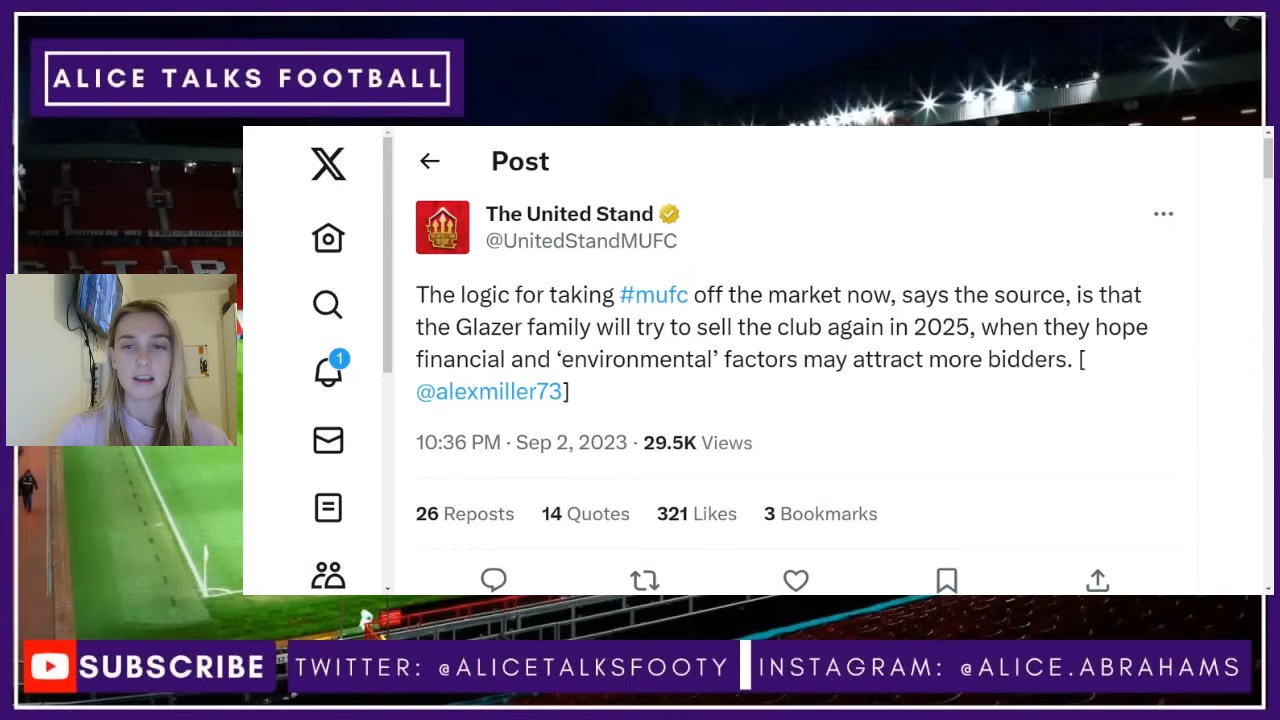 ALICE TALKS FOOTBALL
Post
The United Stand
@UnitedStandMUFC
The logic for taking #mufc off the market now, says the source, is that
the Glazer family will try to sell the club again in 2025, when they hope
financial and ‘environmental’ factors may attract more bidders. [
@alexmiller73]
1
10:36 PM · Sep 2, 2023 · 29.5K Views
26 Reposts 14 Quotes 321 Likes 3 Bookmarks
SUBSCRIBE TWITTER: @ALICETALKSFOOTY INSTAGRAM: @ALICE.ABRAHAMS